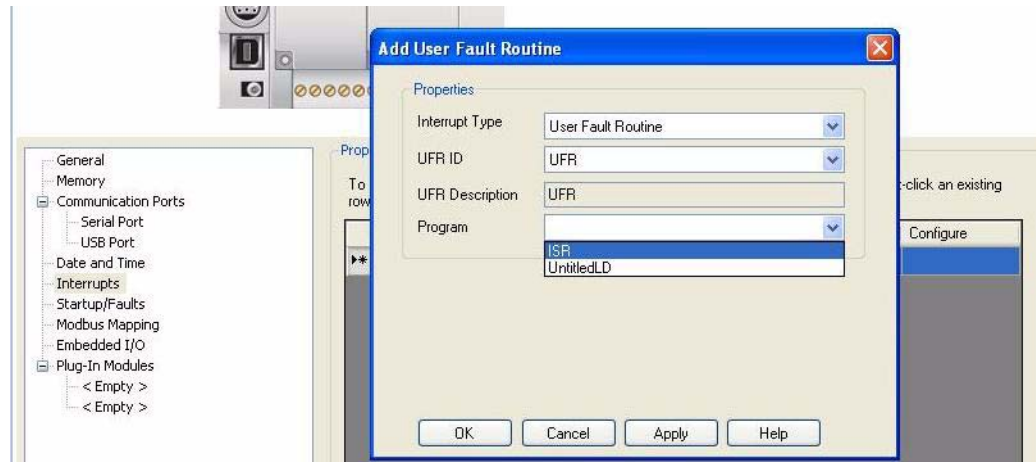 Add User Fault Routine
Properties
Interrupt Type
User Fault Routine
UFR ID
UFR
UFR Description
UFR
Program
ISR
UntitledLD
OK
Cancel
Apply
Help
General
Memory
Communication Ports
Serial Port
USB Port
Date and Time
Interrupts
Startup/Faults
Modbus Mapping
Embedded I/O
Plug-In Modules
< Empty >
< Empty >
Prop
To
row
-click an existing
Configure